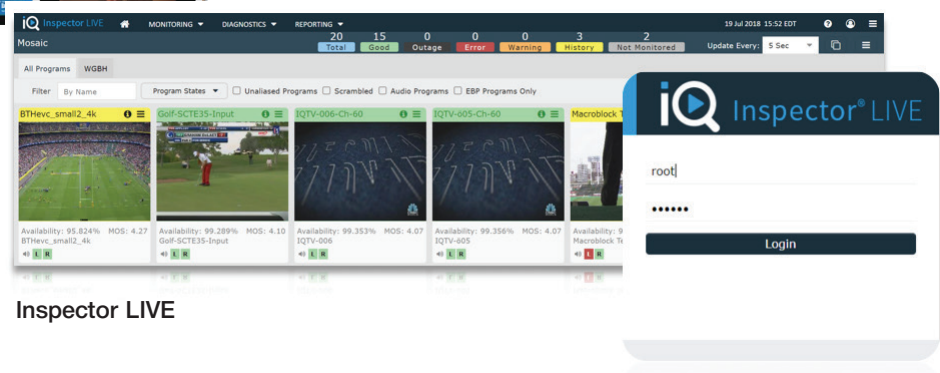 iQ Inspector LIVE MONITORING DIAGNOSTICS REPORTING 19 Jul 2018 15:52 EDT
Mosaic 20 15 0 0 0 3 2
Total Good Outage Error Warning History Not Monitored Update Every: 5 Sec
All Programs WGBH
Filter By Name Program States Unaliased Programs Scrambled Audio Programs EBP Programs Only
BTHevc_small2_4k Golf-SCTE35-Input IQTV-006-Ch-60 IQTV-605-Ch-60 Macroblock
Availability: 95.824% MOS: 4.27 Availability: 99.289% MOS: 4.10 Availability: 99.353% MOS: 4.07 Availability: 99.356% MOS: 4.07 Availability: 9
BTHevc_small2_4k Golf-SCTE35-Input IQTV-006 IQTV-605 Macroblock Te
L R L R L R L R L R
iQ Inspector® LIVE
root
••••••
Login
Inspector LIVE